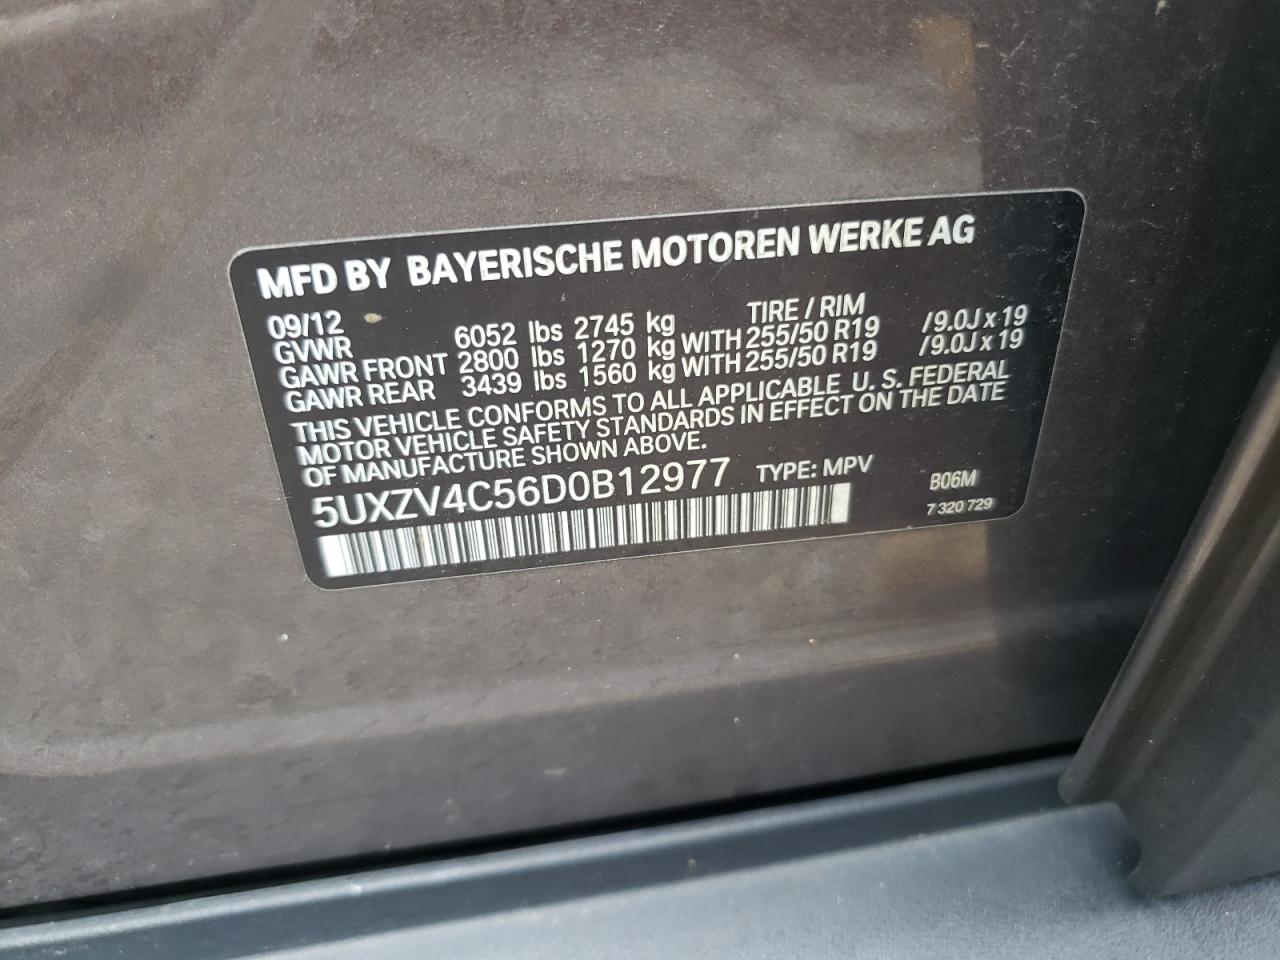 MFD BY BAYERISCHE MOTOREN WERKE AG
09/12 TIRE / RIM
GVWR 6052 lbs 2745 kg
GAWR FRONT 2800 lbs 1270 kg WITH 255/50 R19 /9.0J x 19
GAWR REAR 3439 lbs 1560 kg WITH 255/50 R19 /9.0J x 19
THIS VEHICLE CONFORMS TO ALL APPLICABLE U. S. FEDERAL
MOTOR VEHICLE SAFETY STANDARDS IN EFFECT ON THE DATE
OF MANUFACTURE SHOWN ABOVE.
5UXZV4C56D0B12977 TYPE: MPV B06M
7 320 729